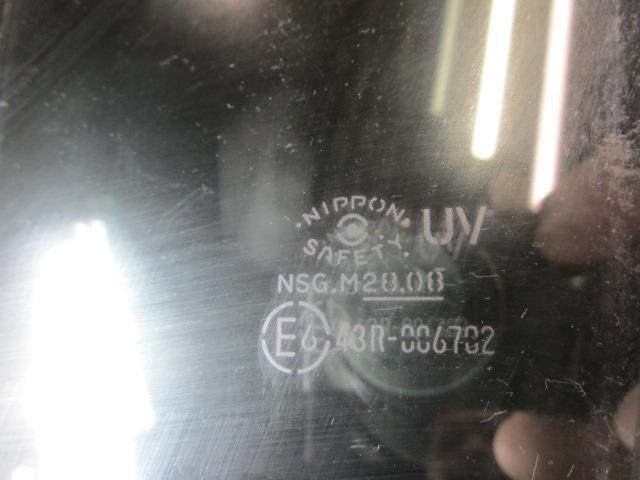 NIPPON UV
SAFETY
NSG.M28.08
E6 43R-006702